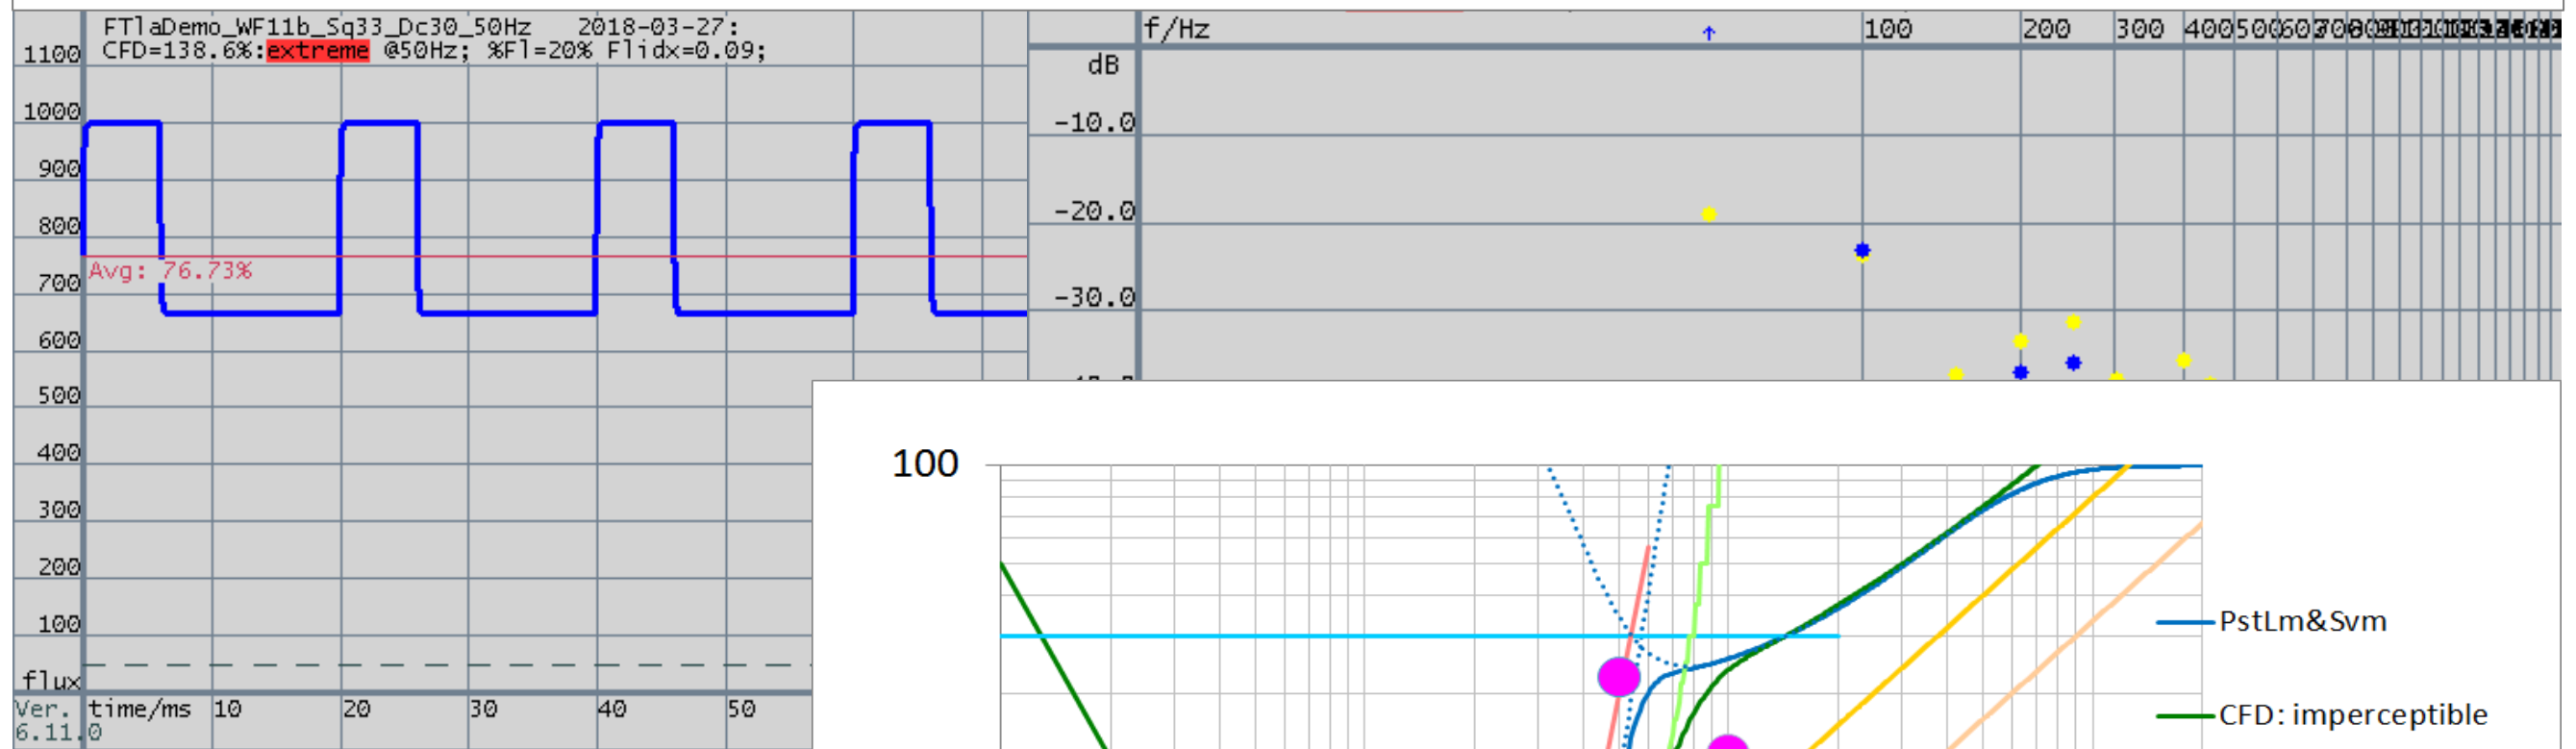 FTlaDemo_WF11b_Sq33_Dc30_50Hz 2018-03-27:
CFD=138.6%:extreme @50Hz; %Fl=20% Flidx=0.09;
1100
1000
900
800
Avg: 76.73%
700
600
500
400
300
200
100
flux
Ver.
6.11.0
time/ms 10 20 30 40 50
f/Hz 100 200 300 400 500 600 700
dB
-10.0
-20.0
-30.0
100
PstLm&Svm
CFD: imperceptible